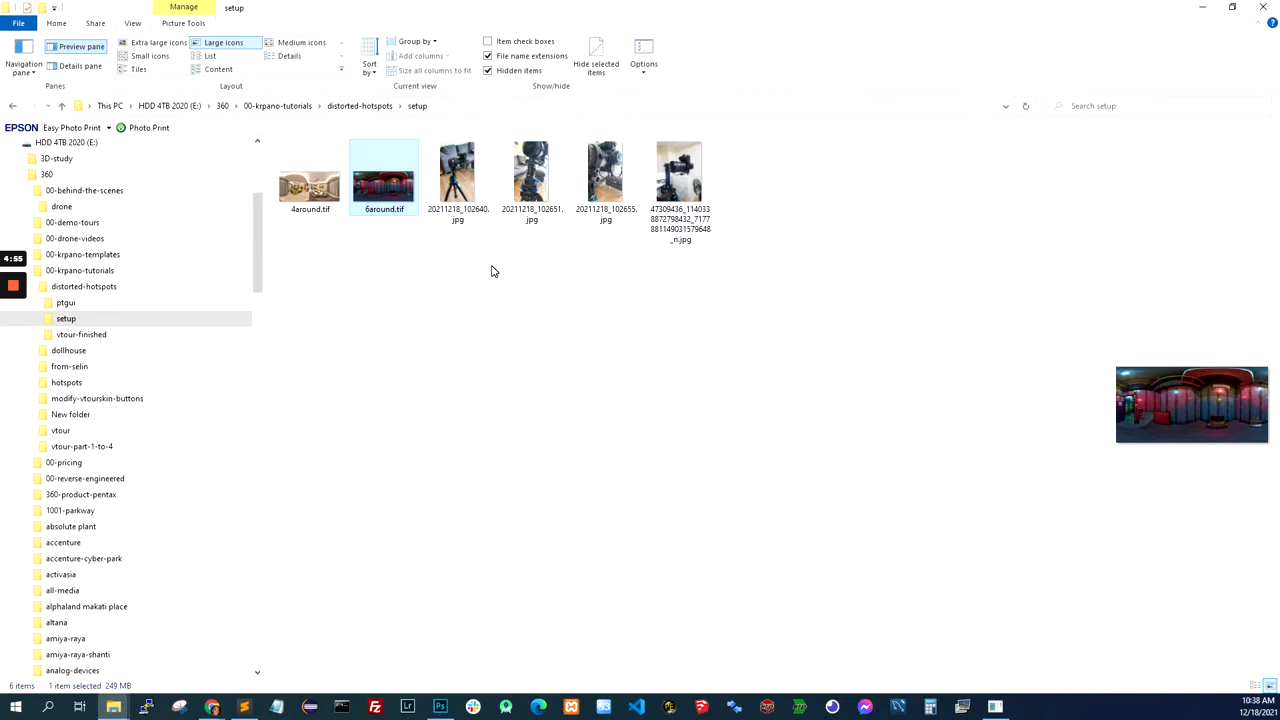 Manage
setup
File
Home
Share
View
Picture Tools
Navigation
pane
Preview pane
Details pane
Extra large icons
Small icons
Tiles
Large icons
List
Content
Medium icons
Details
Sort
by
Group by
Add columns
Size all columns to fit
Item check boxes
File name extensions
Hidden items
Hide selected
items
Options
Panes
Layout
Current view
Show/hide
This PC > HDD 4TB 2020 (E:) > 360 > 00-krpano-tutorials > distorted-hotspots > setup
Search setup
EPSON Easy Photo Print Photo Print
HDD 4TB 2020 (E:)
3D-study
360
00-behind-the-scenes
drone
00-demo-tours
00-drone-videos
00-krpano-templates
4:55
00-krpano-tutorials
distorted-hotspots
ptgui
setup
vtour-finished
dollhouse
from-selin
hotspots
modify-vtourskin-buttons
New folder
vtour
vtour-part-1-to-4
00-pricing
00-reverse-engineered
360-product-pentax
1001-parkway
absolute plant
accenture
accenture-cyber-park
activasia
all-media
alphaland makati place
altana
amiya-raya
amiya-raya-shanti
analog-devices
4around.tif
6around.tif
20211218_102640.
jpg
20211218_102651.
jpg
20211218_102655.
jpg
47309436_114033
8872798432_7177
881149031579648
_n.jpg
6 items 1 item selected 249 MB
10:38 AM
12/18/2021